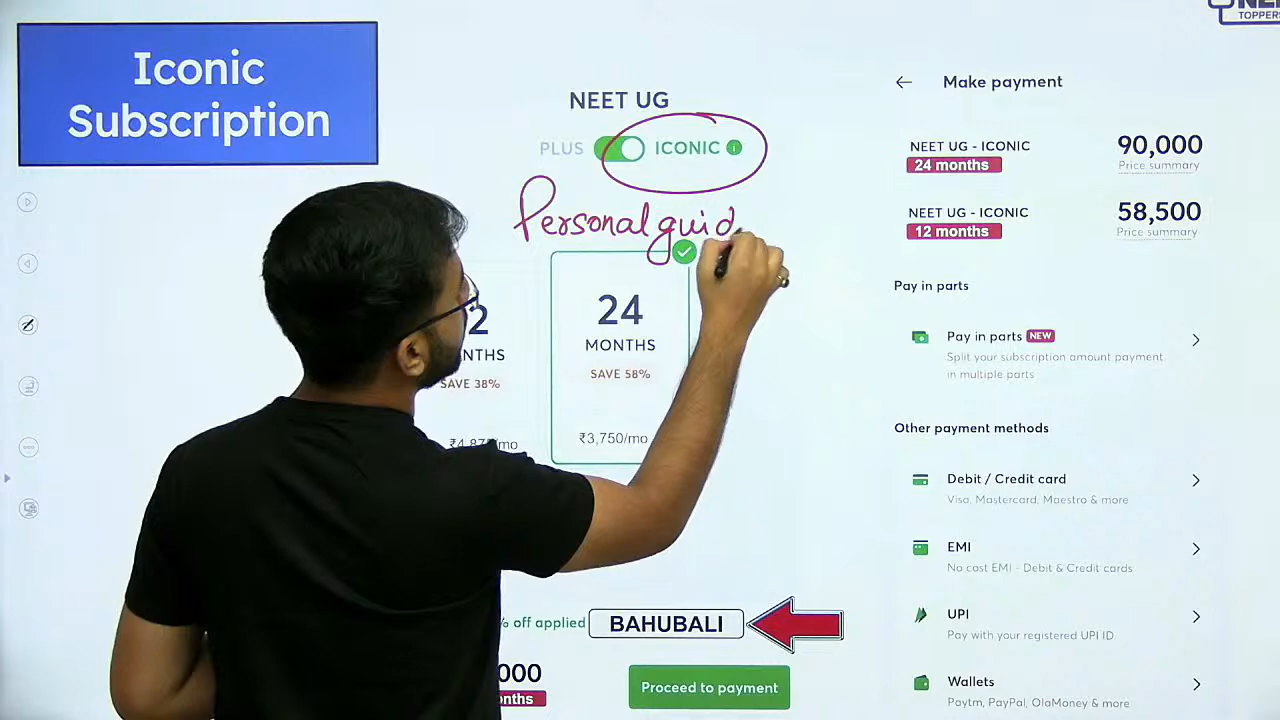 Iconic
Subscription
NEET UG
PLUS ICONIC
Personal guid
2
NTHS
SAVE 38%
/mo
24
MONTHS
SAVE 58%
₹3,750/mo
% off applied
BAHUBALI
000
nths
Proceed to payment
TOPPERS
Make payment
NEET UG - ICONIC
24 months
90,000
Price summary
NEET UG - ICONIC
12 months
58,500
Price summary
Pay in parts
Pay in parts NEW
Split your subscription amount payment
in multiple parts
Other payment methods
Debit / Credit card
Visa, Mastercard, Maestro & more
EMI
No cost EMI - Debit & Credit cards
UPI
Pay with your registered UPI ID
Wallets
Paytm, PayPal, OlaMoney & more